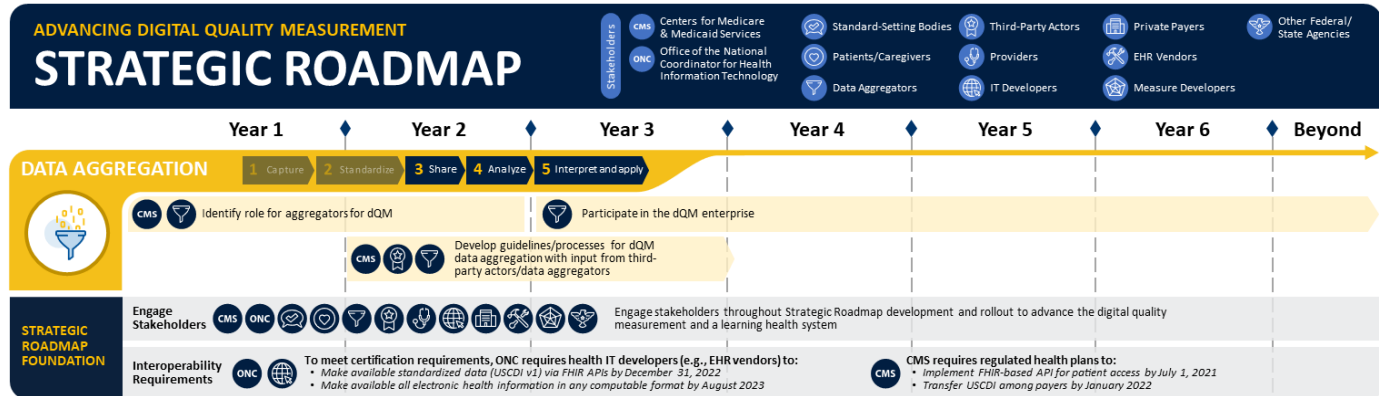 ADVANCING DIGITAL QUALITY MEASUREMENT
STRATEGIC ROADMAP
Stakeholders
CMS
Centers for Medicare
& Medicaid Services
ONC
Office of the National
Coordinator for Health
Information Technology
Standard-Setting Bodies
Patients/Caregivers
Data Aggregators
Third-Party Actors
Providers
IT Developers
Private Payers
EHR Vendors
Measure Developers
Other Federal/
State Agencies
Year 1
Year 2
Year 3
Year 4
Year 5
Year 6
Beyond
DATA AGGREGATION
1 Capture
2 Standardize
3 Share
4 Analyze
5 Interpret and apply
CMS
Identify role for aggregators for dQM
Participate in the dQM enterprise
CMS
Develop guidelines/processes for dQM
data aggregation with input from third-
party actors/data aggregators
STRATEGIC
ROADMAP
FOUNDATION
Engage
Stakeholders
CMS
ONC
Engage stakeholders throughout Strategic Roadmap development and rollout to advance the digital quality
measurement and a learning health system
Interoperability
Requirements
ONC
To meet certification requirements, ONC requires health IT developers (e.g., EHR vendors) to:
• Make available standardized data (USCDI v1) via FHIR APIs by December 31, 2022
• Make available all electronic health information in any computable format by August 2023
CMS
CMS requires regulated health plans to:
• Implement FHIR-based API for patient access by July 1, 2021
• Transfer USCDI among payers by January 2022